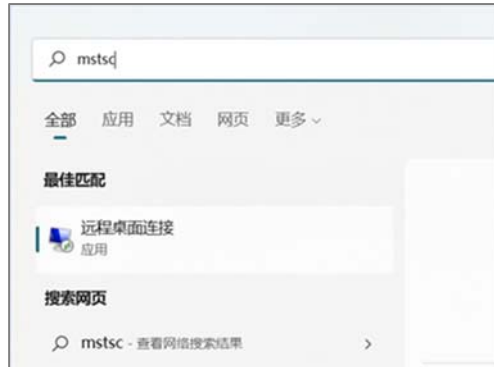 mstsc
全部 应用 文档 网页 更多
最佳匹配
远程桌面连接
应用
搜索网页
mstsc - 查看网络搜索结果